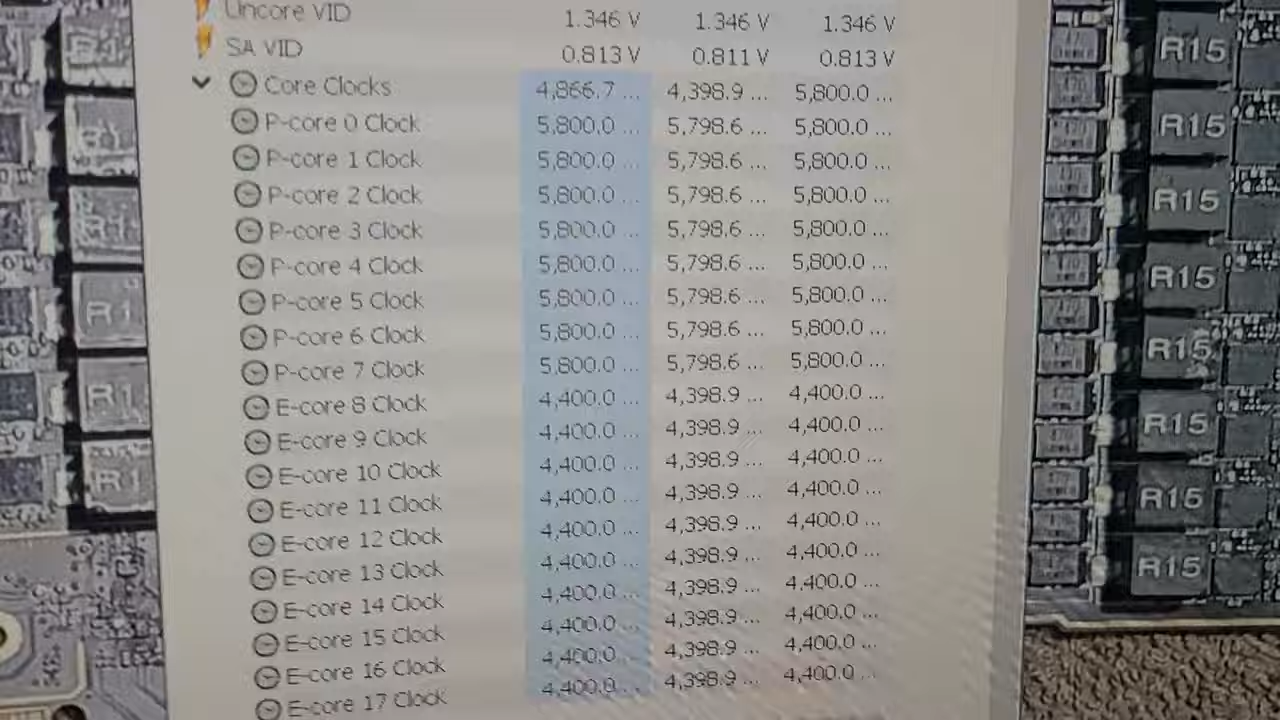 Uncore VID 1.346 V 1.346 V 1.346 V
SA VID 0.813 V 0.811 V 0.813 V
Core Clocks 4,866.7 ... 4,398.9 ... 5,800.0 ...
P-core 0 Clock 5,800.0 ... 5,798.6 ... 5,800.0 ...
P-core 1 Clock 5,800.0 ... 5,798.6 ... 5,800.0 ...
P-core 2 Clock 5,800.0 ... 5,798.6 ... 5,800.0 ...
P-core 3 Clock 5,800.0 ... 5,798.6 ... 5,800.0 ...
P-core 4 Clock 5,800.0 ... 5,798.6 ... 5,800.0 ...
P-core 5 Clock 5,800.0 ... 5,798.6 ... 5,800.0 ...
P-core 6 Clock 5,800.0 ... 5,798.6 ... 5,800.0 ...
P-core 7 Clock 5,800.0 ... 5,798.6 ... 5,800.0 ...
E-core 8 Clock 4,400.0 ... 4,398.9 ... 4,400.0 ...
E-core 9 Clock 4,400.0 ... 4,398.9 ... 4,400.0 ...
E-core 10 Clock 4,400.0 ... 4,398.9 ... 4,400.0 ...
E-core 11 Clock 4,400.0 ... 4,398.9 ... 4,400.0 ...
E-core 12 Clock 4,400.0 ... 4,398.9 ... 4,400.0 ...
E-core 13 Clock 4,400.0 ... 4,398.9 ... 4,400.0 ...
E-core 14 Clock 4,400.0 ... 4,398.9 ... 4,400.0 ...
E-core 15 Clock 4,400.0 ... 4,398.9 ... 4,400.0 ...
E-core 16 Clock 4,400.0 ... 4,398.9 ... 4,400.0 ...
E-core 17 Clock 4,400.0 ... 4,398.9 ... 4,400.0 ...
R15
R15
R15
R15
R15
R15
R15
R15